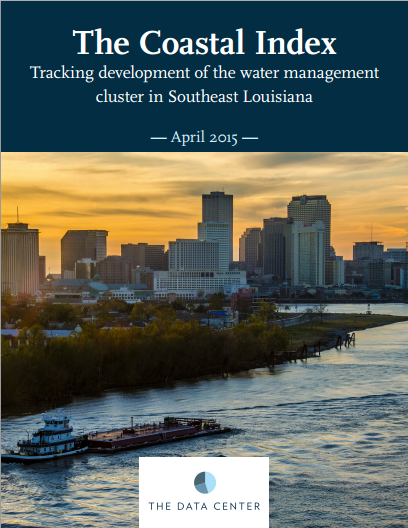 The Coastal Index
Tracking development of the water management
cluster in Southeast Louisiana
— April 2015 —
THE DATA CENTER